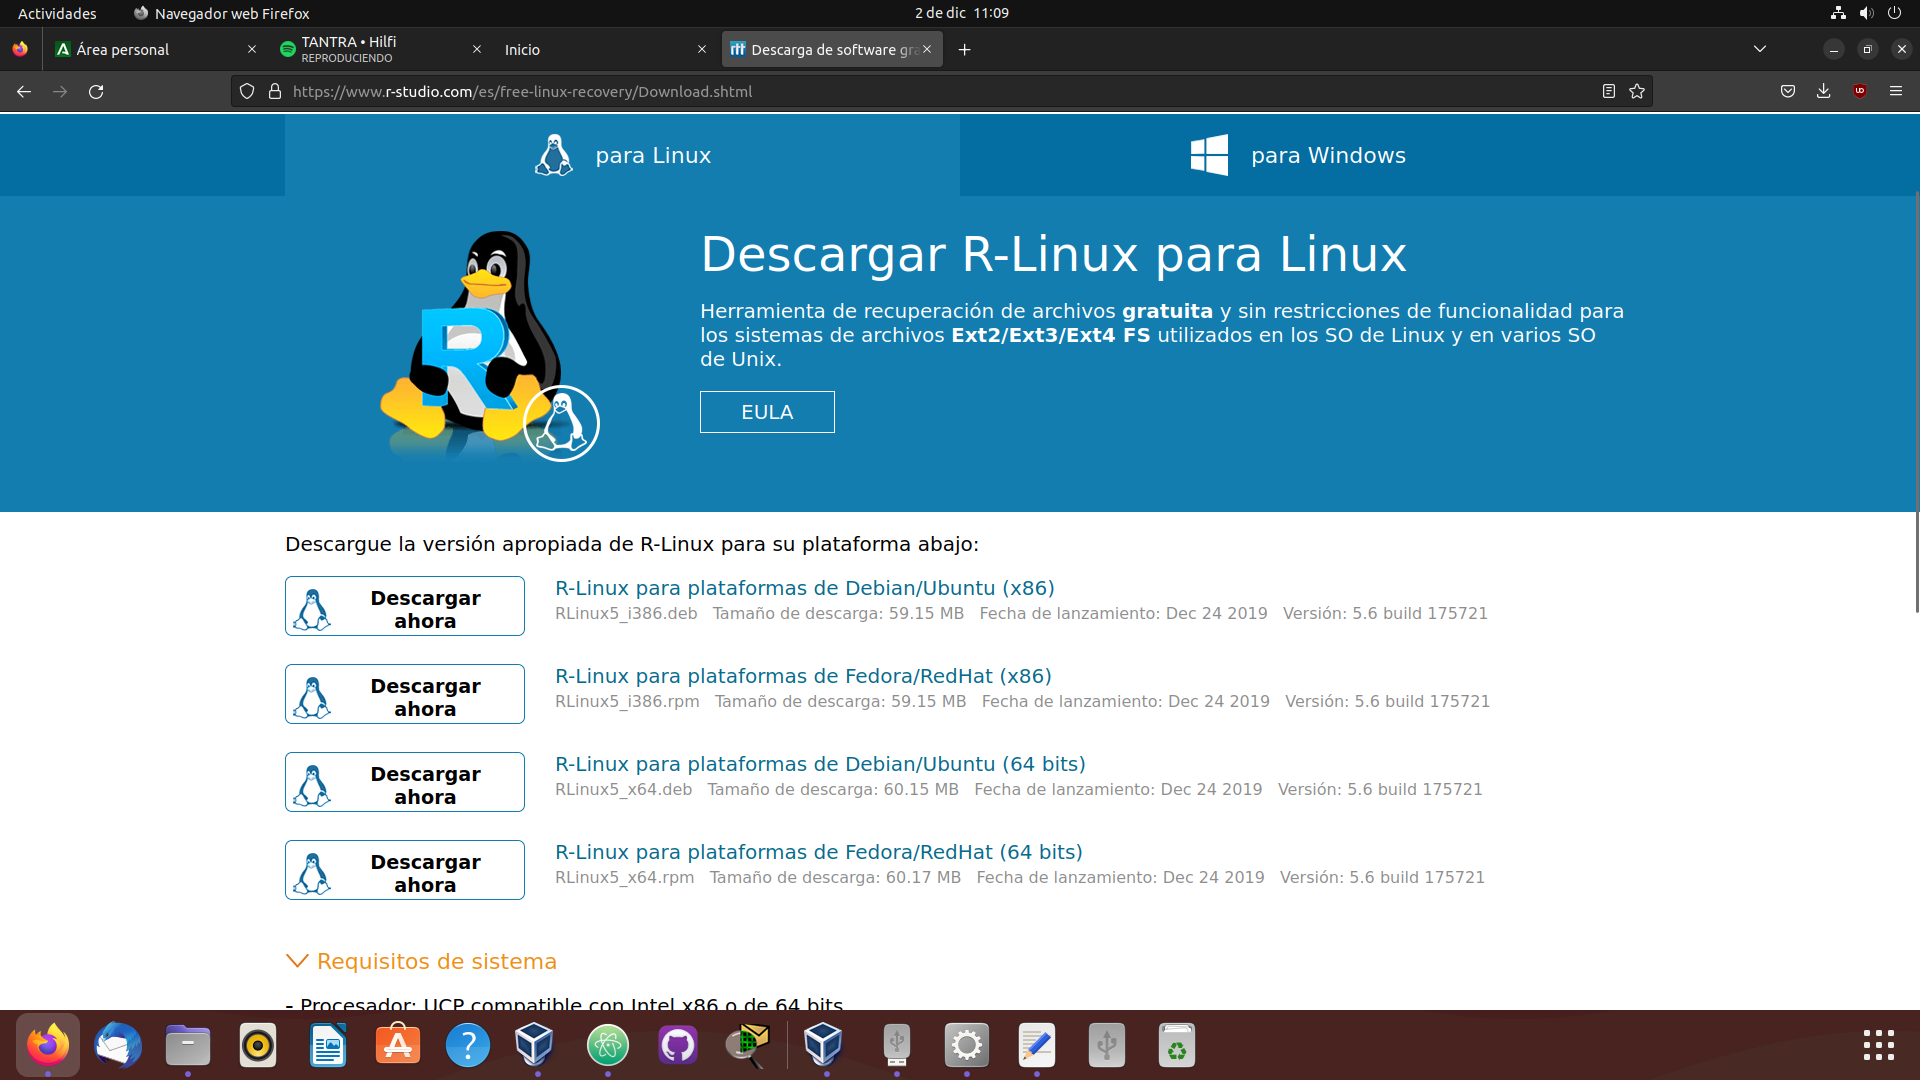 Actividades Navegador web Firefox 2 de dic 11:09
Área personal TANTRA • Hilfi Inicio Descarga de software gra
REPRODUCIENDO
https://www.r-studio.com/es/free-linux-recovery/Download.shtml
para Linux para Windows
Descargar R-Linux para Linux
Herramienta de recuperación de archivos gratuita y sin restricciones de funcionalidad para
los sistemas de archivos Ext2/Ext3/Ext4 FS utilizados en los SO de Linux y en varios SO
de Unix.
EULA
Descargue la versión apropiada de R-Linux para su plataforma abajo:
Descargar
ahora
R-Linux para plataformas de Debian/Ubuntu (x86)
RLinux5_i386.deb Tamaño de descarga: 59.15 MB Fecha de lanzamiento: Dec 24 2019 Versión: 5.6 build 175721
Descargar
ahora
R-Linux para plataformas de Fedora/RedHat (x86)
RLinux5_i386.rpm Tamaño de descarga: 59.15 MB Fecha de lanzamiento: Dec 24 2019 Versión: 5.6 build 175721
Descargar
ahora
R-Linux para plataformas de Debian/Ubuntu (64 bits)
RLinux5_x64.deb Tamaño de descarga: 60.15 MB Fecha de lanzamiento: Dec 24 2019 Versión: 5.6 build 175721
Descargar
ahora
R-Linux para plataformas de Fedora/RedHat (64 bits)
RLinux5_x64.rpm Tamaño de descarga: 60.17 MB Fecha de lanzamiento: Dec 24 2019 Versión: 5.6 build 175721
Requisitos de sistema
- Procesador: UCP compatible con Intel x86 o de 64 bits